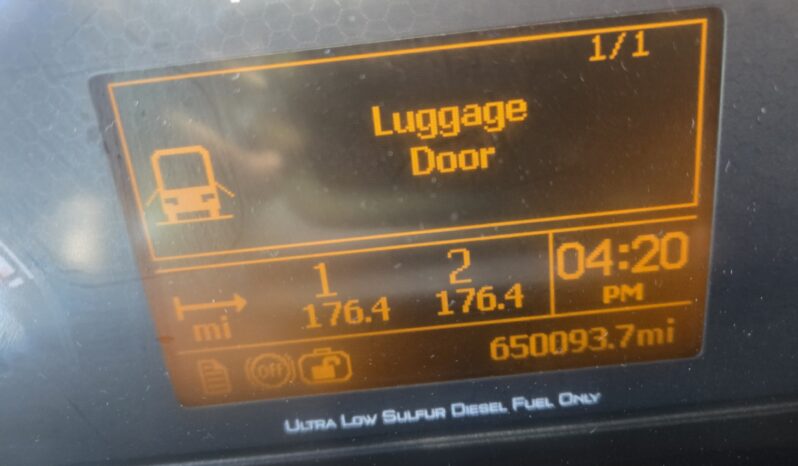 1/1
Luggage
Door
1 2
mi 176.4 176.4
04:20
PM
OFF
650093.7mi
Ultra Low Sulfur Diesel Fuel Only